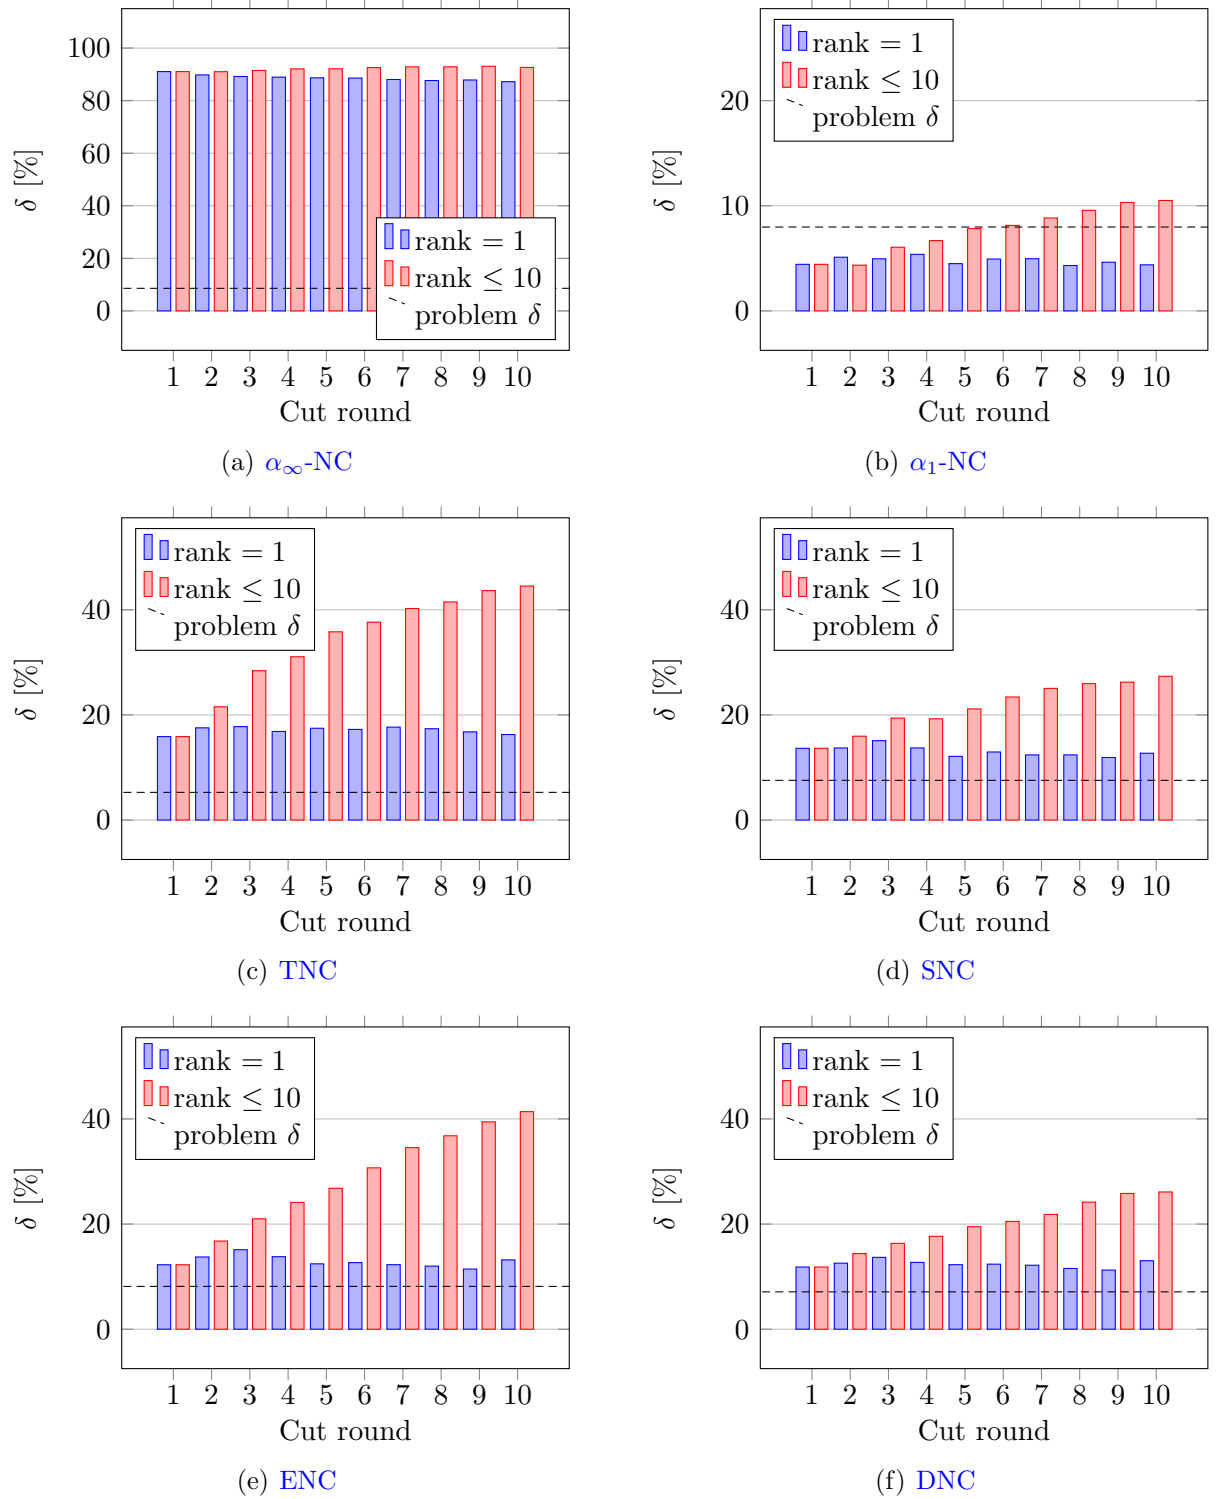 100
80
60
40
20
0
δ [%]
rank = 1
rank ≤ 10
problem δ
1 2 3 4 5 6 7 8 9 10
Cut round
(a) α∞-NC
20
10
0
δ [%]
rank = 1
rank ≤ 10
problem δ
1 2 3 4 5 6 7 8 9 10
Cut round
(b) α₁-NC
40
20
0
δ [%]
rank = 1
rank ≤ 10
problem δ
1 2 3 4 5 6 7 8 9 10
Cut round
(c) TNC
40
20
0
δ [%]
rank = 1
rank ≤ 10
problem δ
1 2 3 4 5 6 7 8 9 10
Cut round
(d) SNC
40
20
0
δ [%]
rank = 1
rank ≤ 10
problem δ
1 2 3 4 5 6 7 8 9 10
Cut round
(e) ENC
40
20
0
δ [%]
rank = 1
rank ≤ 10
problem δ
1 2 3 4 5 6 7 8 9 10
Cut round
(f) DNC